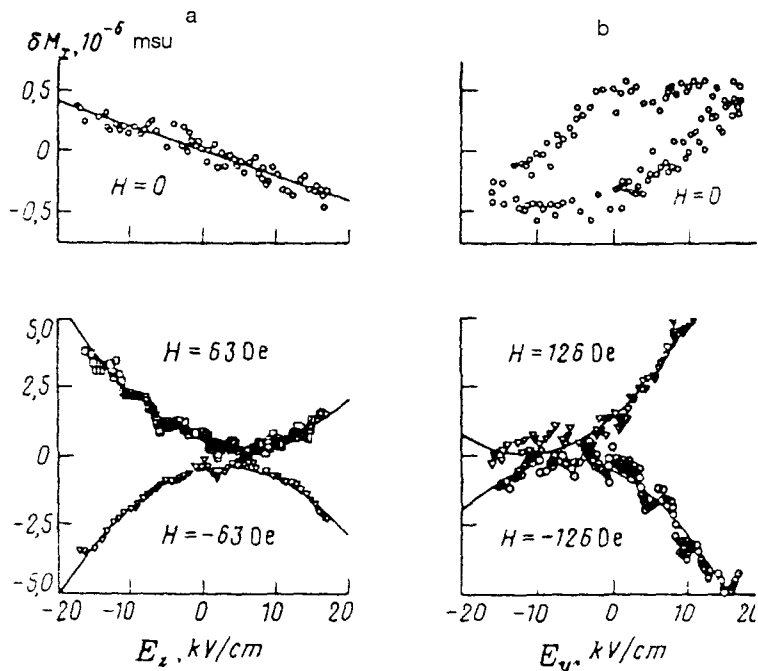 a
b
δM_I, 10⁻⁶ msu
0,5
0
-0,5
H = 0
H = 0
5,0
2,5
0
-2,5
-5,0
H = 63 Oe
H = -63 Oe
H = 126 Oe
H = -126 Oe
-20 -10 0 10 20
-20 -10 0 10 20
E_z, kV/cm
E_y, kV/cm